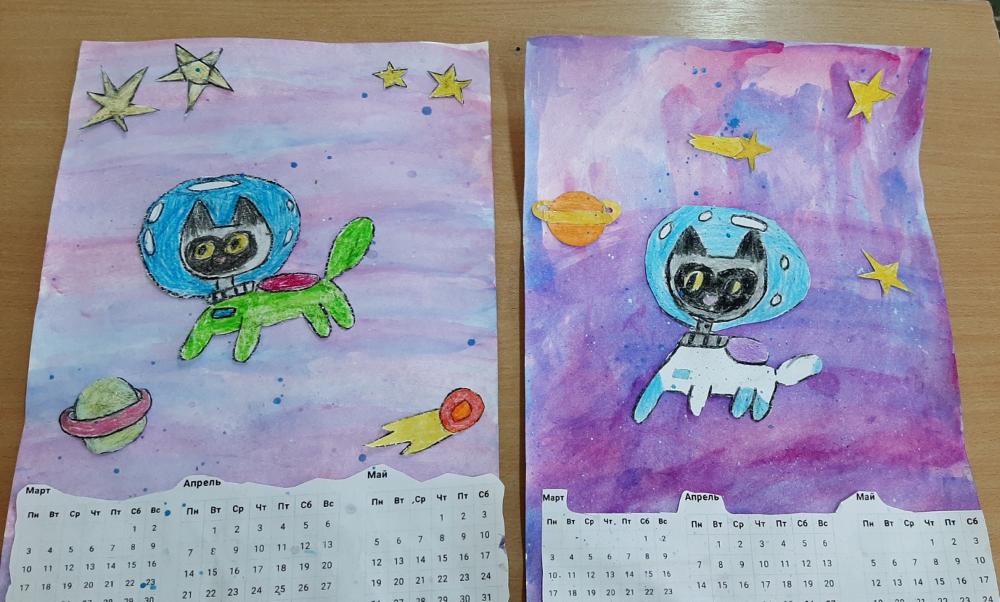 Март
Пн Вт Ср Чт Пт Сб Вс
1 2
3 4 5 6 7 8 9
10 11 12 13 14 15 16
17 18 19 20 21 22 23
30
Апрель
Пн Вт Ср Чт Пт Сб Вс
1 2 3 4 5 6
7 8 9 10 11 12 13
14 15 16 17 18 19 20
21 22 23 24 25 26 27
Май
Пн Вт Ср Чт Пт Сб
1 2 3
5 6 7 8 9 10
12 13 14 15 16 17
19 20 21 22 23 24
27 28 29 30 31
Март
Пн Вт Ср Чт Пт Сб Вс
1 2
3 4 5 6 7 8 9
10 11 12 13 14 15 16
17 18 19 20 21 22 23
Апрель
Пн Вт Ср Чт Пт Сб Вс
1 2 3 4 5 6
7 8 9 10 11 12 13
14 15 16 17 18 19 20
Май
Пн Вт Ср Чт Пт Сб
1 2 3
5 6 7 8 9 10
12 13 14 15 16 17
24